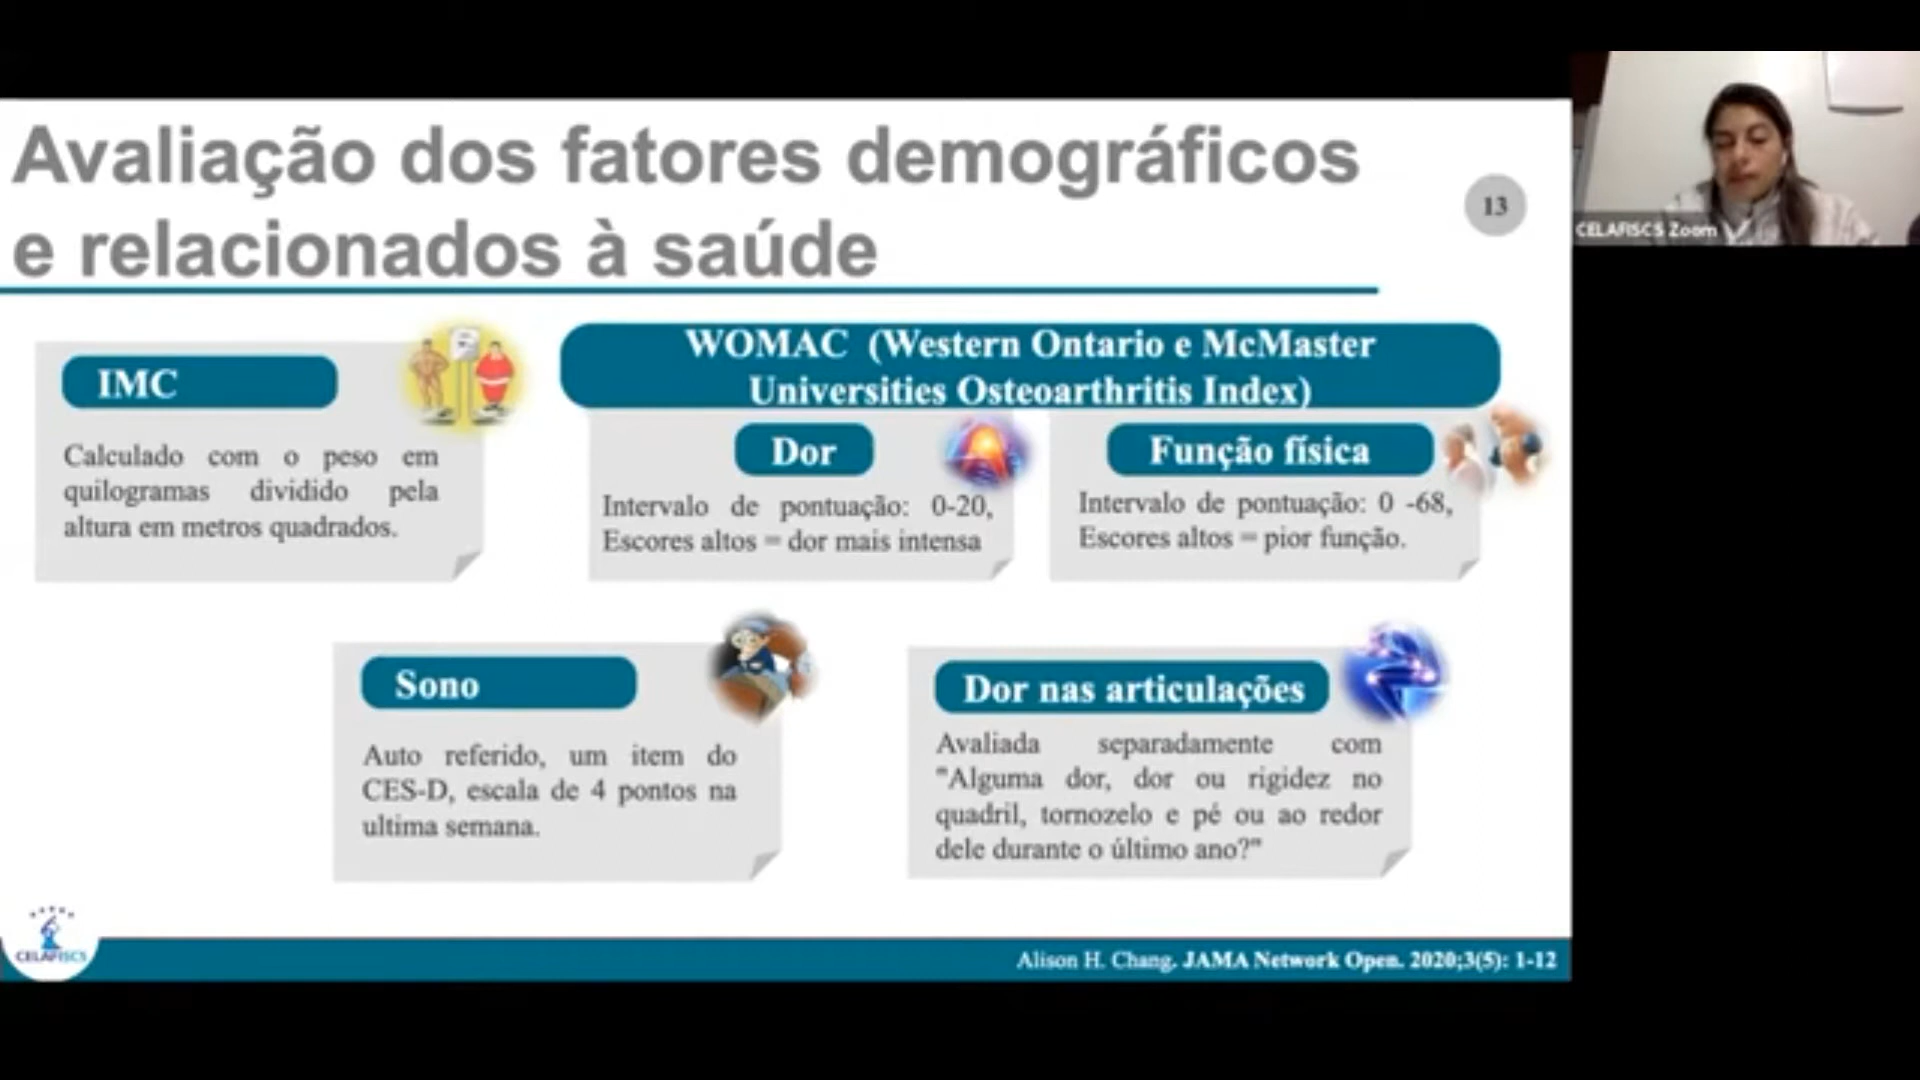 Avaliação dos fatores demográficos
e relacionados à saúde
13
CELAFISCS Zoom
IMC
Calculado com o peso em
quilogramas dividido pela
altura em metros quadrados.
WOMAC (Western Ontario e McMaster
Universities Osteoarthritis Index)
Dor
Intervalo de pontuação: 0-20,
Escores altos = dor mais intensa
Função física
Intervalo de pontuação: 0 -68,
Escores altos = pior função.
Sono
Auto referido, um item do
CES-D, escala de 4 pontos na
ultima semana.
Dor nas articulações
Avaliada separadamente com
"Alguma dor, dor ou rigidez no
quadril, tornozelo e pé ou ao redor
dele durante o último ano?"
CELAFISCS
Alison H. Chang. JAMA Network Open. 2020;3(5): 1-12